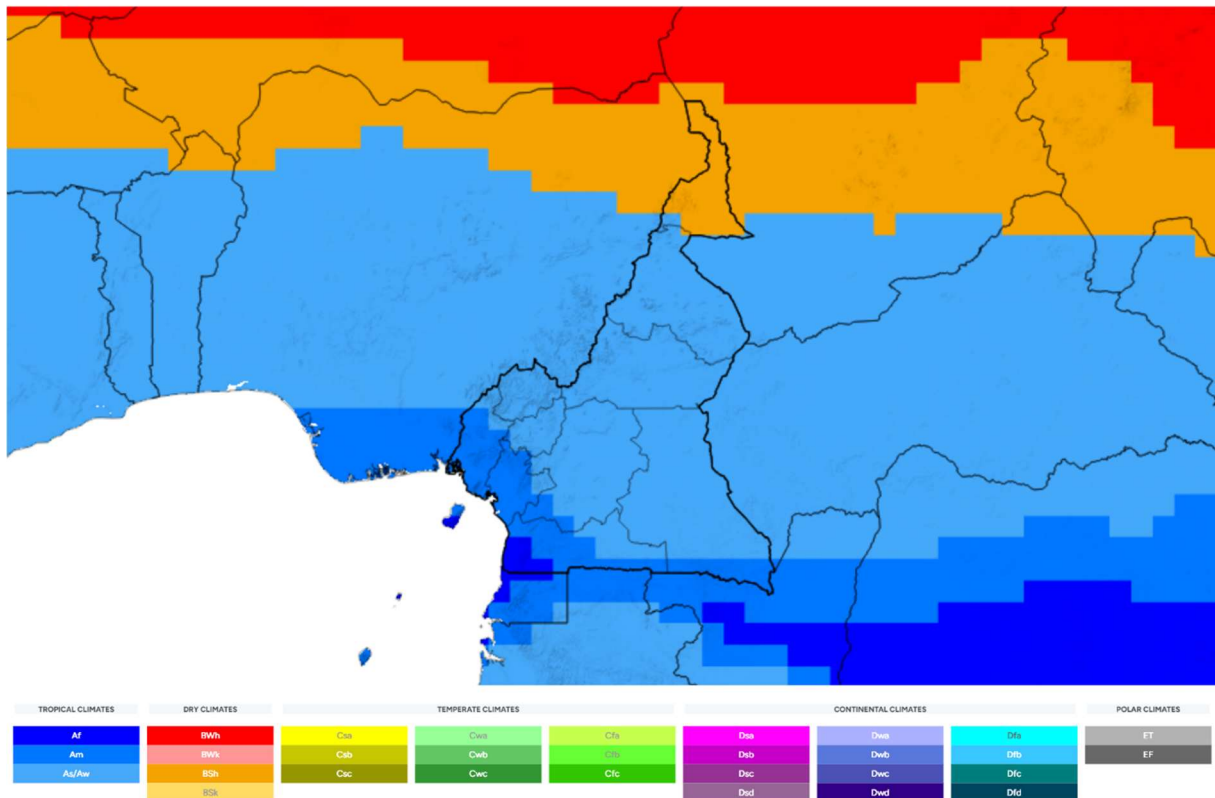 TROPICAL CLIMATES DRY CLIMATES TEMPERATE CLIMATES CONTINENTAL CLIMATES POLAR CLIMATES
Af BWh Csa Cwa Cfa Dsa Dwa Dfa ET
Am BWk Csb Cwb Cfb Dsb Dwb Dfb EF
As/Aw BSh Csc Cwc Cfc Dsc Dwc Dfc
BSk Dsd Dwd Dfd